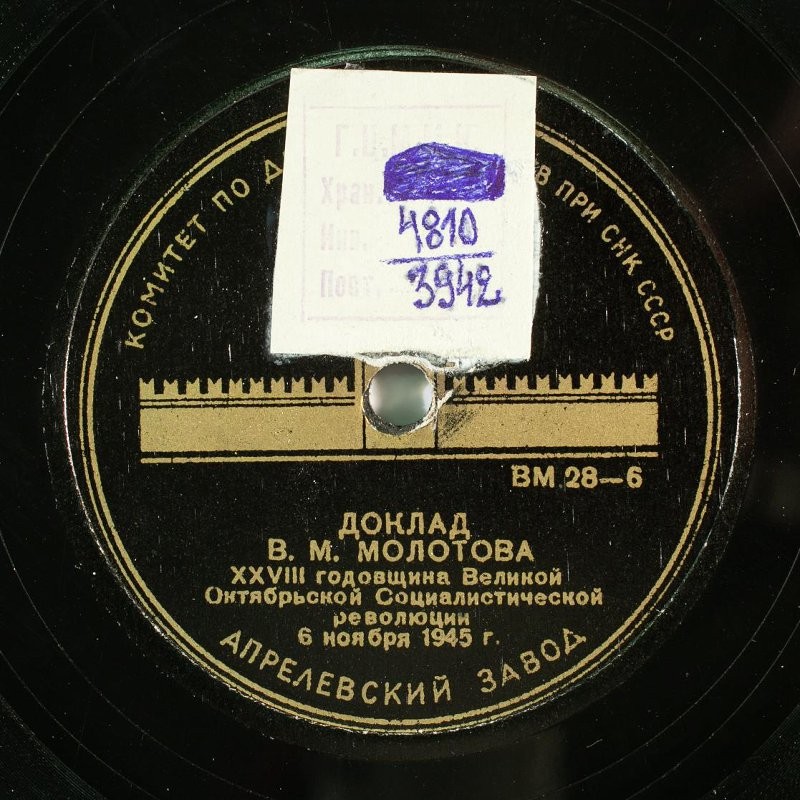 КОМИТЕТ ПО Д
В ПРИ СНК СССР
Хран.
Инв.
Пост.
4810
3942
ВМ 28—6
ДОКЛАД
В. М. МОЛОТОВА
XXVIII годовщина Великой
Октябрьской Социалистической
революции
6 ноября 1945 г.
АПРЕЛЕВСКИЙ ЗАВОД